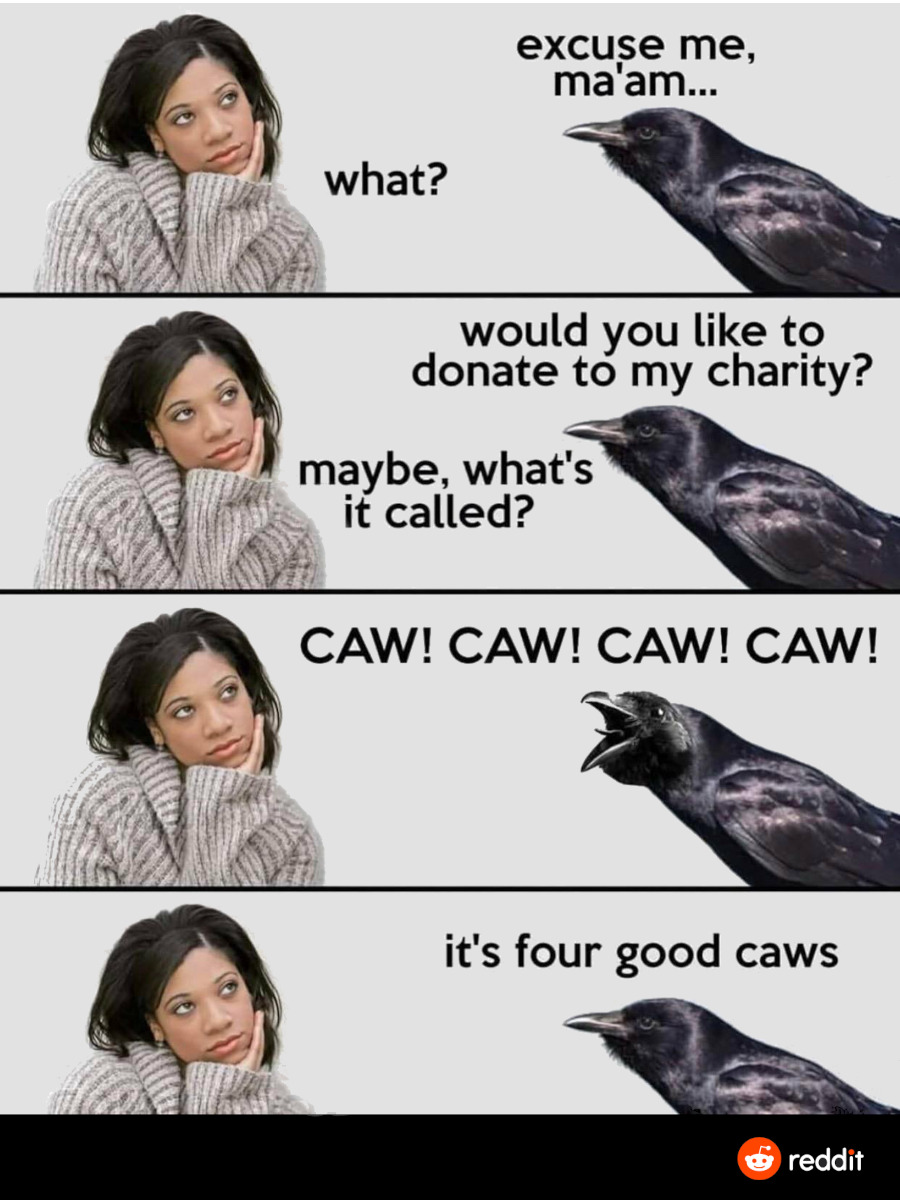 excuse me,
ma'am...
what?
would you like to
donate to my charity?
maybe, what's
it called?
CAW! CAW! CAW! CAW!
it's four good caws
reddit